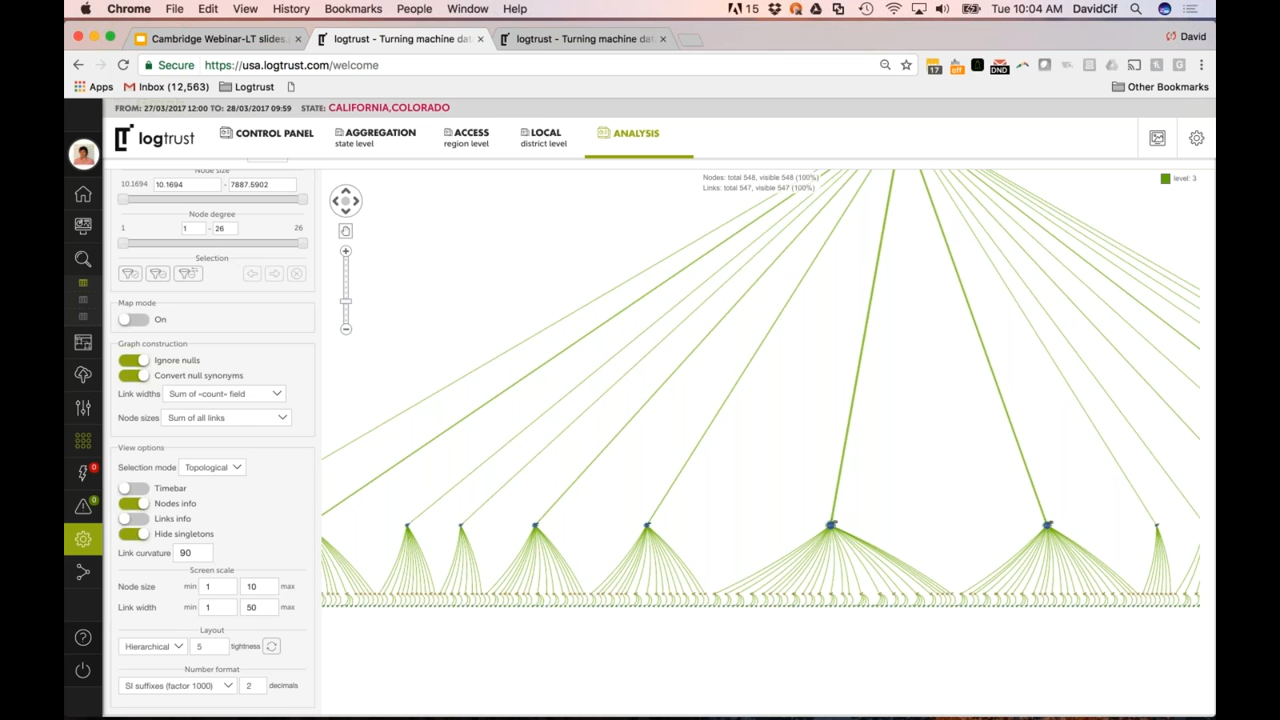 Chrome File Edit View History Bookmarks People Window Help 15 Tue 10:04 AM DavidCif
Cambridge Webinar-LT slides. logtrust - Turning machine dat logtrust - Turning machine dat David
Secure https://usa.logtrust.com/welcome 17 off DND
Apps Inbox (12,563) Logtrust Other Bookmarks
FROM: 27/03/2017 12:00 TO: 28/03/2017 09:59 STATE: CALIFORNIA,COLORADO
logtrust CONTROL PANEL AGGREGATION ACCESS LOCAL ANALYSIS
state level region level district level
Node size
10.1694 10.1694 - 7887.5902
Node degree
1 1 - 26 26
Selection
Map mode
On
Graph construction
Ignore nulls
Convert null synonyms
Link widths Sum of «count» field
Node sizes Sum of all links
View options
Selection mode Topological
Timebar
Nodes info
Links info
Hide singletons
Link curvature 90
Screen scale
Node size min 1 10 max
Link width min 1 50 max
Layout
Hierarchical 5 tightness
Number format
SI suffixes (factor 1000) 2 decimals
Nodes: total 548, visible 548 (100%)
Links: total 547, visible 547 (100%)
level: 3
0
0